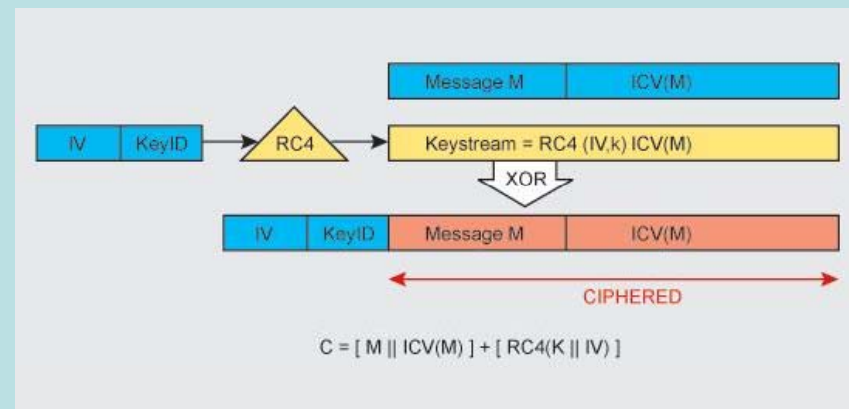 Message M ICV(M)
IV KeyID RC4 Keystream = RC4 (IV,k) ICV(M)
XOR
IV KeyID Message M ICV(M)
CIPHERED
C = [ M || ICV(M) ] + [ RC4(K || IV) ]